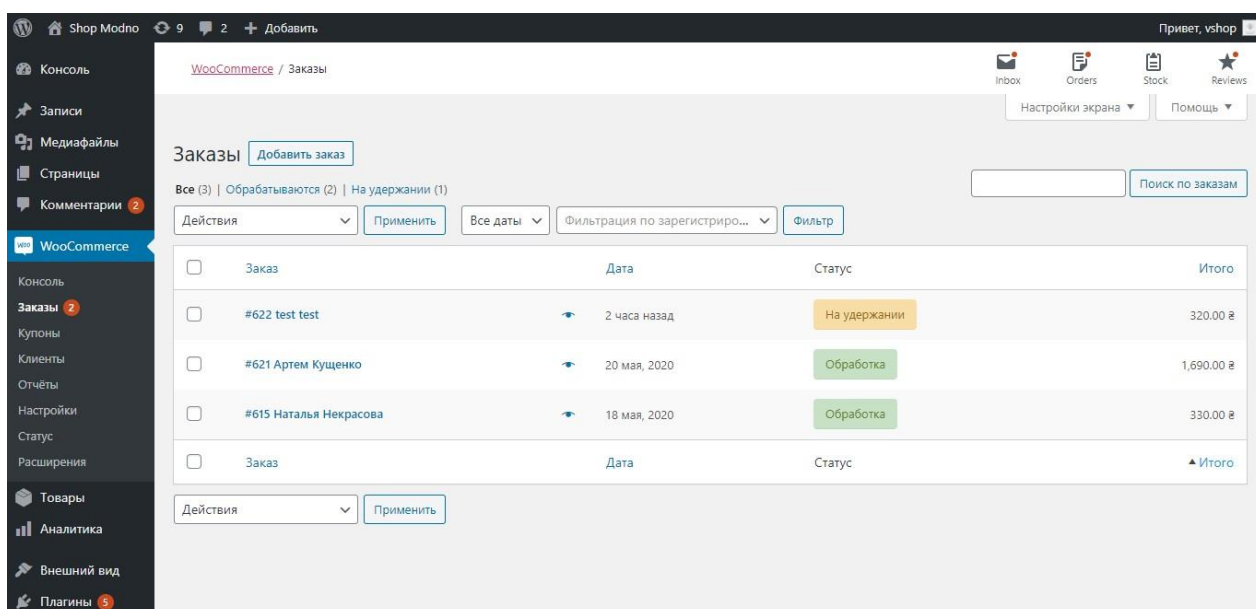 Shop Modno 9 2 + Добавить Привет, vshop
Консоль
Записи
Медиафайлы
Страницы
Комментарии 2
WooCommerce
Консоль
Заказы 2
Купоны
Клиенты
Отчёты
Настройки
Статус
Расширения
Товары
Аналитика
Внешний вид
Плагины 5
WooCommerce / Заказы
Inbox Orders Stock Reviews
Настройки экрана ▼ Помощь ▼
Заказы Добавить заказ
Все (3) | Обрабатываются (2) | На удержании (1)
Поиск по заказам
Действия Применить Все даты Фильтрация по зарегистриро... Фильтр
Заказ Дата Статус Итого
#622 test test 2 часа назад На удержании 320.00 ₴
#621 Артем Кущенко 20 мая, 2020 Обработка 1,690.00 ₴
#615 Наталья Некрасова 18 мая, 2020 Обработка 330.00 ₴
Заказ Дата Статус ▲ Итого
Действия Применить